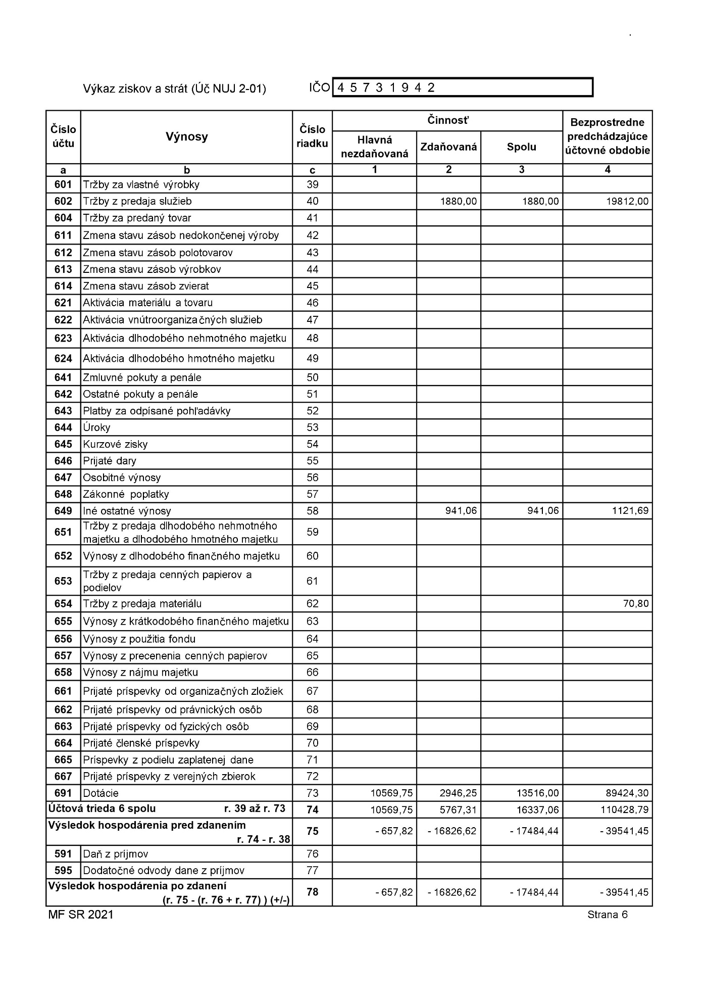 Výkaz ziskov a strát (Úč NUJ 2-01) IČO 4 5 7 3 1 9 4 2
Číslo účtu Výnosy Číslo riadku Činnosť Bezprostredne predchádzajúce účtovné obdobie
Hlavná nezdaňovaná Zdaňovaná Spolu
a b c 1 2 3 4
601 Tržby za vlastné výrobky 39
602 Tržby z predaja služieb 40 1880,00 1880,00 19812,00
604 Tržby za predaný tovar 41
611 Zmena stavu zásob nedokončenej výroby 42
612 Zmena stavu zásob polotovarov 43
613 Zmena stavu zásob výrobkov 44
614 Zmena stavu zásob zvierat 45
621 Aktivácia materiálu a tovaru 46
622 Aktivácia vnútroorganizačných služieb 47
623 Aktivácia dlhodobého nehmotného majetku 48
624 Aktivácia dlhodobého hmotného majetku 49
641 Zmluvné pokuty a penále 50
642 Ostatné pokuty a penále 51
643 Platby za odpísané pohľadávky 52
644 Úroky 53
645 Kurzové zisky 54
646 Prijaté dary 55
647 Osobitné výnosy 56
648 Zákonné poplatky 57
649 Iné ostatné výnosy 58 941,06 941,06 1121,69
651 Tržby z predaja dlhodobého nehmotného
majetku a dlhodobého hmotného majetku 59
652 Výnosy z dlhodobého finančného majetku 60
653 Tržby z predaja cenných papierov a
podielov 61
654 Tržby z predaja materiálu 62 70,80
655 Výnosy z krátkodobého finančného majetku 63
656 Výnosy z použitia fondu 64
657 Výnosy z precenenia cenných papierov 65
658 Výnosy z nájmu majetku 66
661 Prijaté príspevky od organizačných zložiek 67
662 Prijaté príspevky od právnických osôb 68
663 Prijaté príspevky od fyzických osôb 69
664 Prijaté členské príspevky 70
665 Príspevky z podielu zaplatenej dane 71
667 Prijaté príspevky z verejných zbierok 72
691 Dotácie 73 10569,75 2946,25 13516,00 89424,30
Účtová trieda 6 spolu r. 39 až r. 73 74 10569,75 5767,31 16337,06 110428,79
Výsledok hospodárenia pred zdanením
r. 74 - r. 38 75 - 657,82 - 16826,62 - 17484,44 - 39541,45
591 Daň z príjmov 76
595 Dodatočné odvody dane z príjmov 77
Výsledok hospodárenia po zdanení
(r. 75 - (r. 76 + r. 77) ) (+/-) 78 - 657,82 - 16826,62 - 17484,44 - 39541,45
MF SR 2021 Strana 6